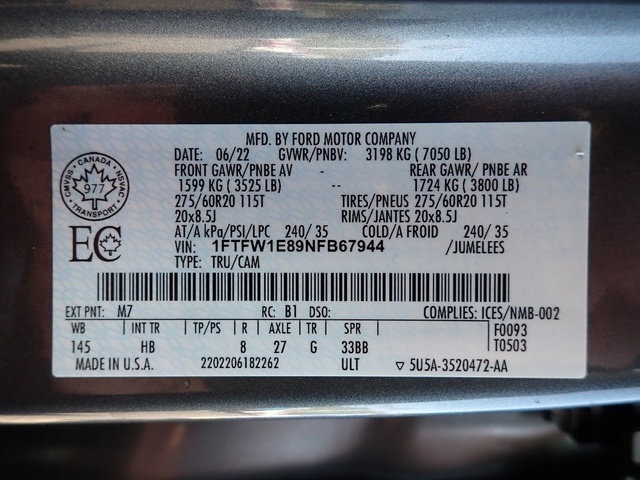 MFD. BY FORD MOTOR COMPANY
DATE: 06/22 GVWR/PNBV: 3198 KG ( 7050 LB)
FRONT GAWR/PNBE AV - REAR GAWR/ PNBE AR
1599 KG ( 3525 LB) -- 1724 KG ( 3800 LB)
275/60R20 115T TIRES/PNEUS 275/60R20 115T
20x8.5J RIMS/JANTES 20x8.5J
AT/A kPa/PSI/LPC 240/ 35 COLD/A FROID 240/ 35
VIN: 1FTFW1E89NFB67944 /JUMELEES
TYPE: TRU/CAM
CMVSS · CANADA · NSVAC
977
TRANSPORT
EC
EXT PNT: M7 RC: B1 DSO: COMPLIES: ICES/NMB-002
WB INT TR TP/PS R AXLE TR SPR F0093
145 HB 8 27 G 33BB T0503
MADE IN U.S.A. 2202206182262 ULT ▽ 5U5A-3520472-AA